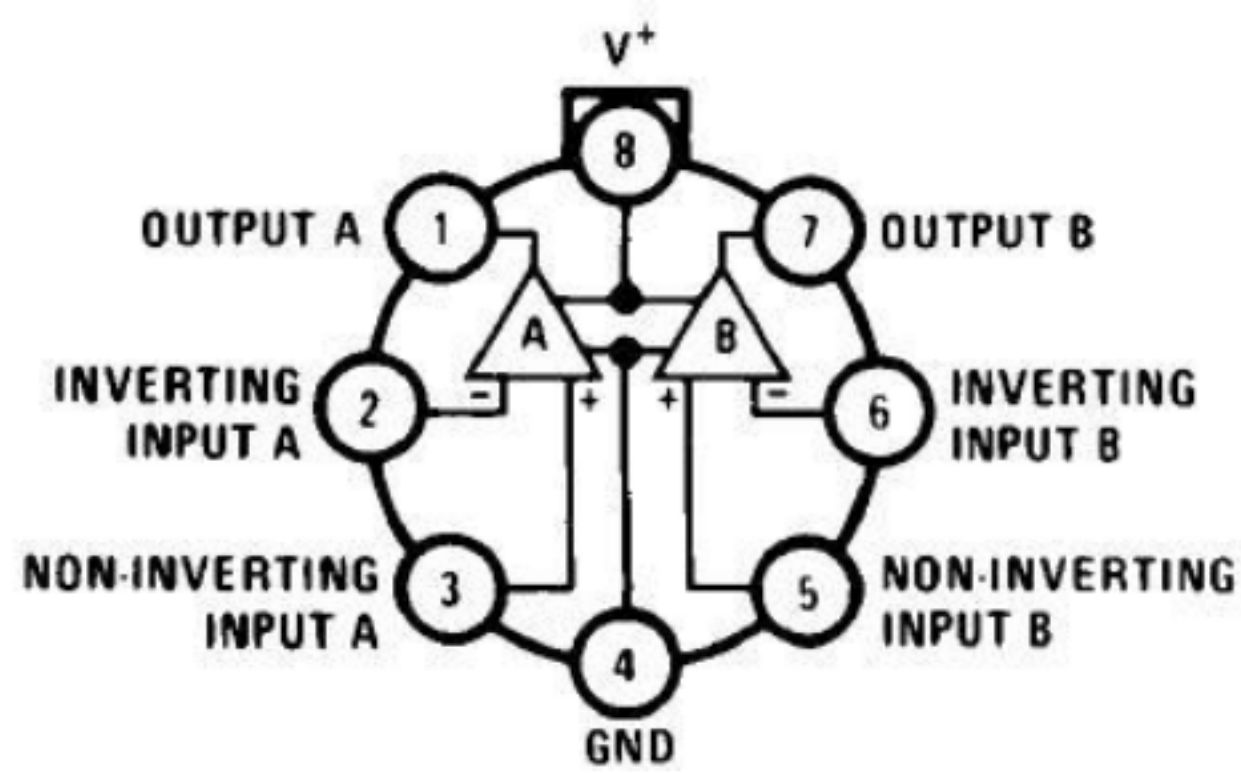 V+
8
OUTPUT A
1
7
OUTPUT B
A
B
INVERTING
INPUT A
2
-
+
+
-
6
INVERTING
INPUT B
NON-INVERTING
INPUT A
3
5
NON-INVERTING
INPUT B
4
GND